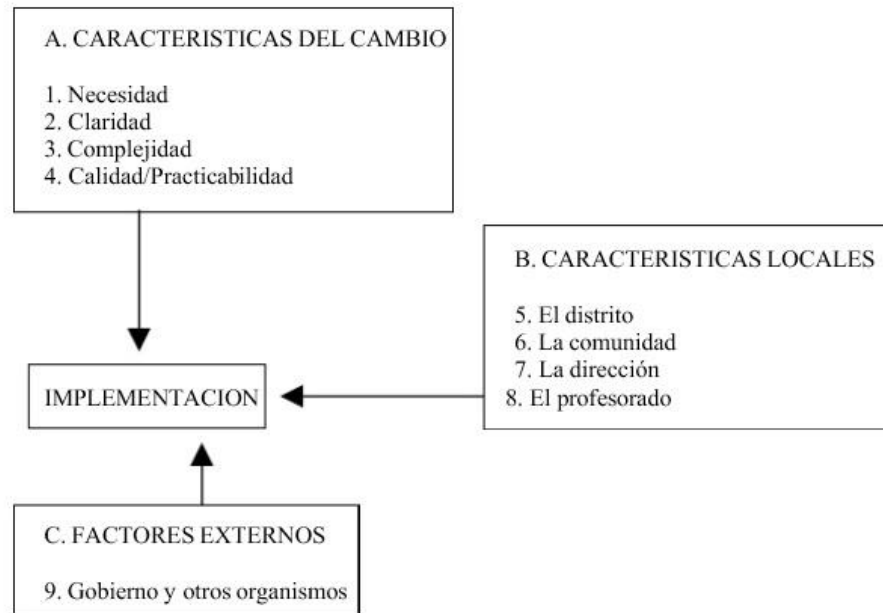 A. CARACTERISTICAS DEL CAMBIO
1. Necesidad
2. Claridad
3. Complejidad
4. Calidad/Practicabilidad
B. CARACTERISTICAS LOCALES
5. El distrito
6. La comunidad
7. La dirección
8. El profesorado
IMPLEMENTACION
C. FACTORES EXTERNOS
9. Gobierno y otros organismos